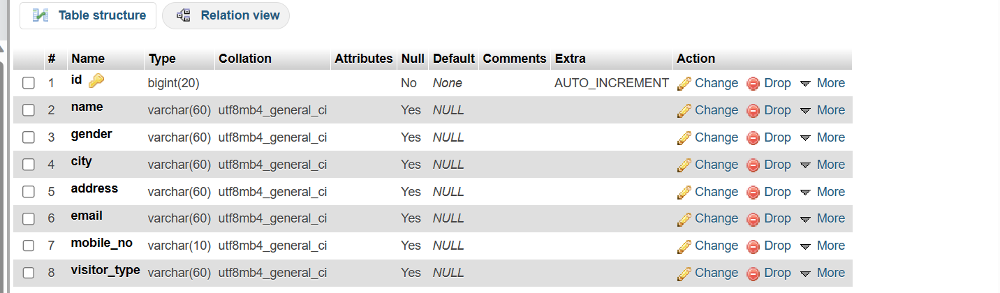 Table structure Relation view
# Name Type Collation Attributes Null Default Comments Extra Action
1 id bigint(20) No None AUTO_INCREMENT Change Drop More
2 name varchar(60) utf8mb4_general_ci Yes NULL Change Drop More
3 gender varchar(60) utf8mb4_general_ci Yes NULL Change Drop More
4 city varchar(60) utf8mb4_general_ci Yes NULL Change Drop More
5 address varchar(60) utf8mb4_general_ci Yes NULL Change Drop More
6 email varchar(60) utf8mb4_general_ci Yes NULL Change Drop More
7 mobile_no varchar(10) utf8mb4_general_ci Yes NULL Change Drop More
8 visitor_type varchar(60) utf8mb4_general_ci Yes NULL Change Drop More